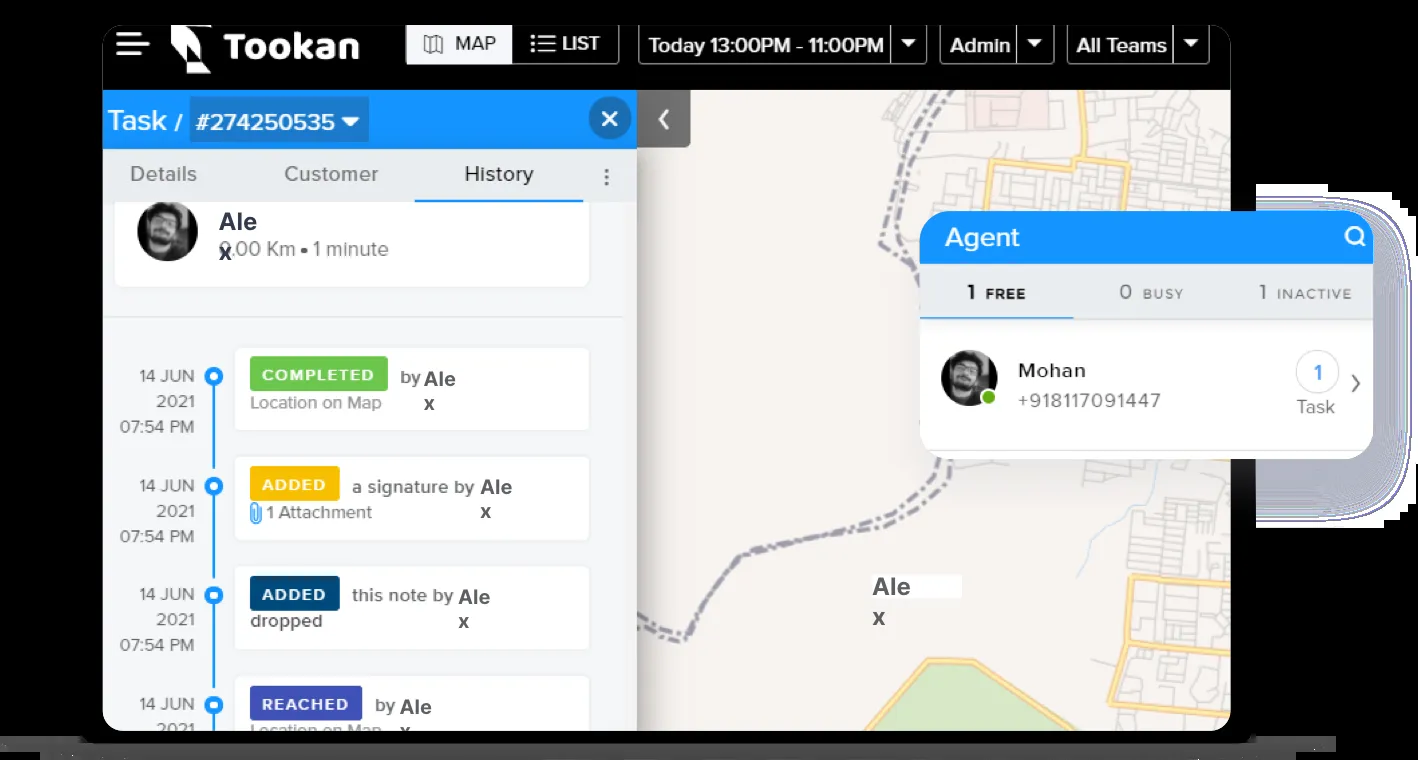 Tookan
MAP
LIST
Today 13:00PM - 11:00PM
Admin
All Teams
Task / #274250535
Details
Customer
History
Ale
x
.00 Km • 1 minute
14 JUN
2021
07:54 PM
COMPLETED by Ale
x
Location on Map
14 JUN
2021
07:54 PM
ADDED a signature by Ale
x
1 Attachment
14 JUN
2021
07:54 PM
ADDED this note by Ale
x
dropped
14 JUN
2021
REACHED by Ale
x
Location on Map
Agent
1 FREE
0 BUSY
1 INACTIVE
Mohan
+918117091447
1
Task
Ale
x